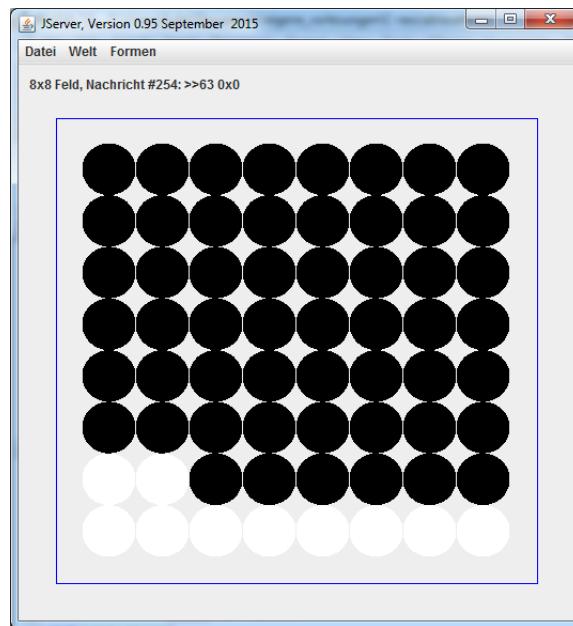 JServer, Version 0.95 September 2015
Datei Welt Formen
8x8 Feld, Nachricht #254: >>63 0x0